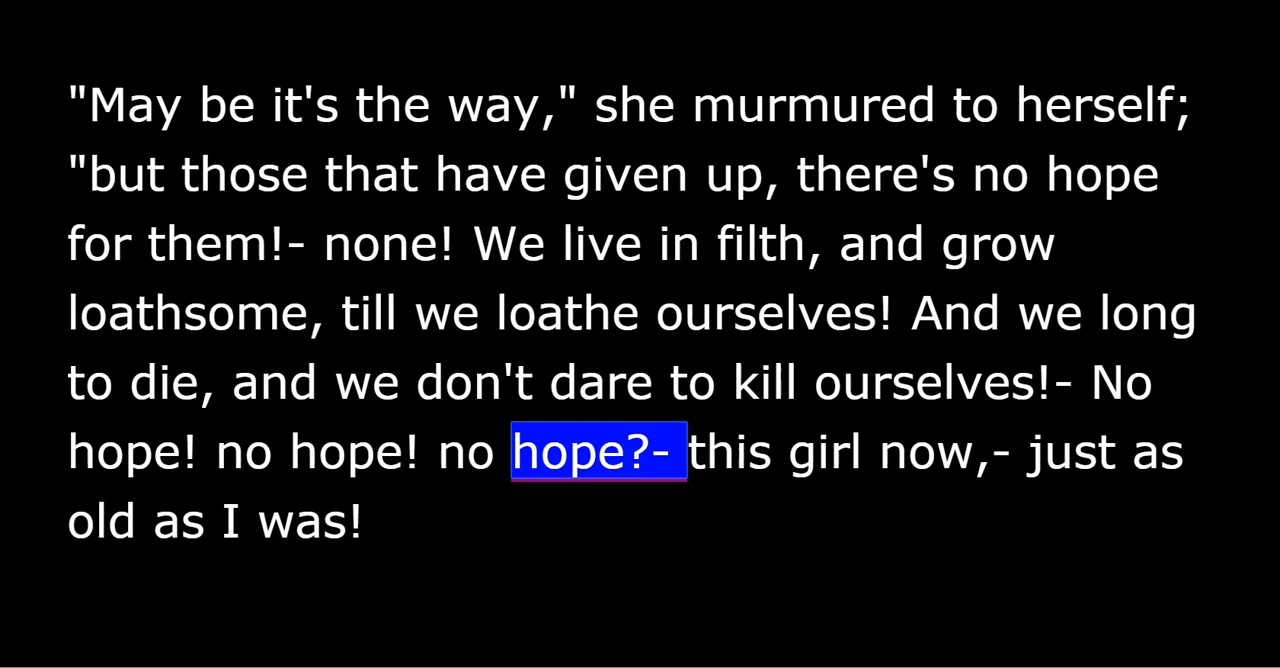 "May be it's the way," she murmured to herself;
"but those that have given up, there's no hope
for them!- none! We live in filth, and grow
loathsome, till we loathe ourselves! And we long
to die, and we don't dare to kill ourselves!- No
hope! no hope! no hope?- this girl now,- just as
old as I was!